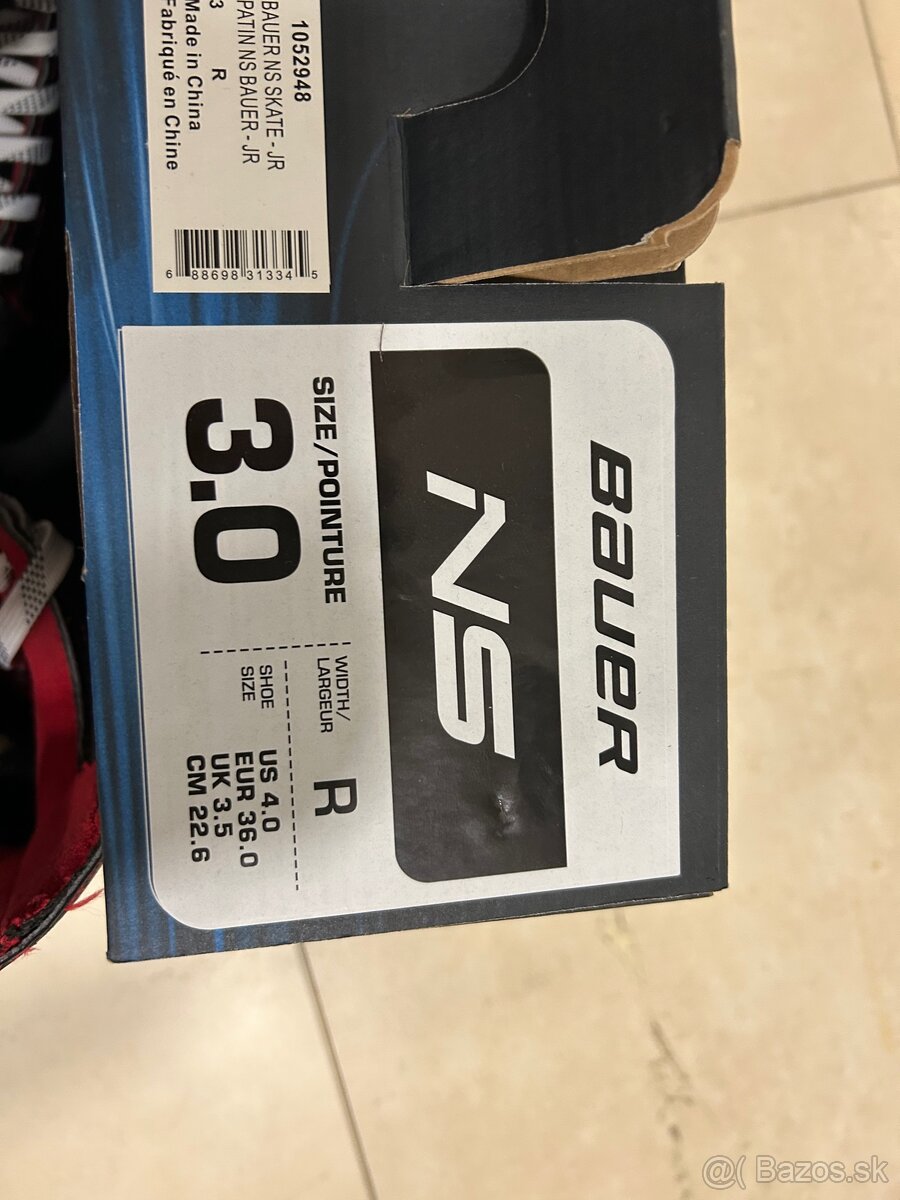 1052948
BAUER NS SKATE - JR
PATIN NS BAUER - JR
3 R
Made in China
Fabriqué en Chine
6 88698 31334 5
BAUER
NS
SIZE/POINTURE
3.0
WIDTH/
LARGEUR
R
SHOE
SIZE
US 4.0
EUR 36.0
UK 3.5
CM 22.6
@( Bazos.sk